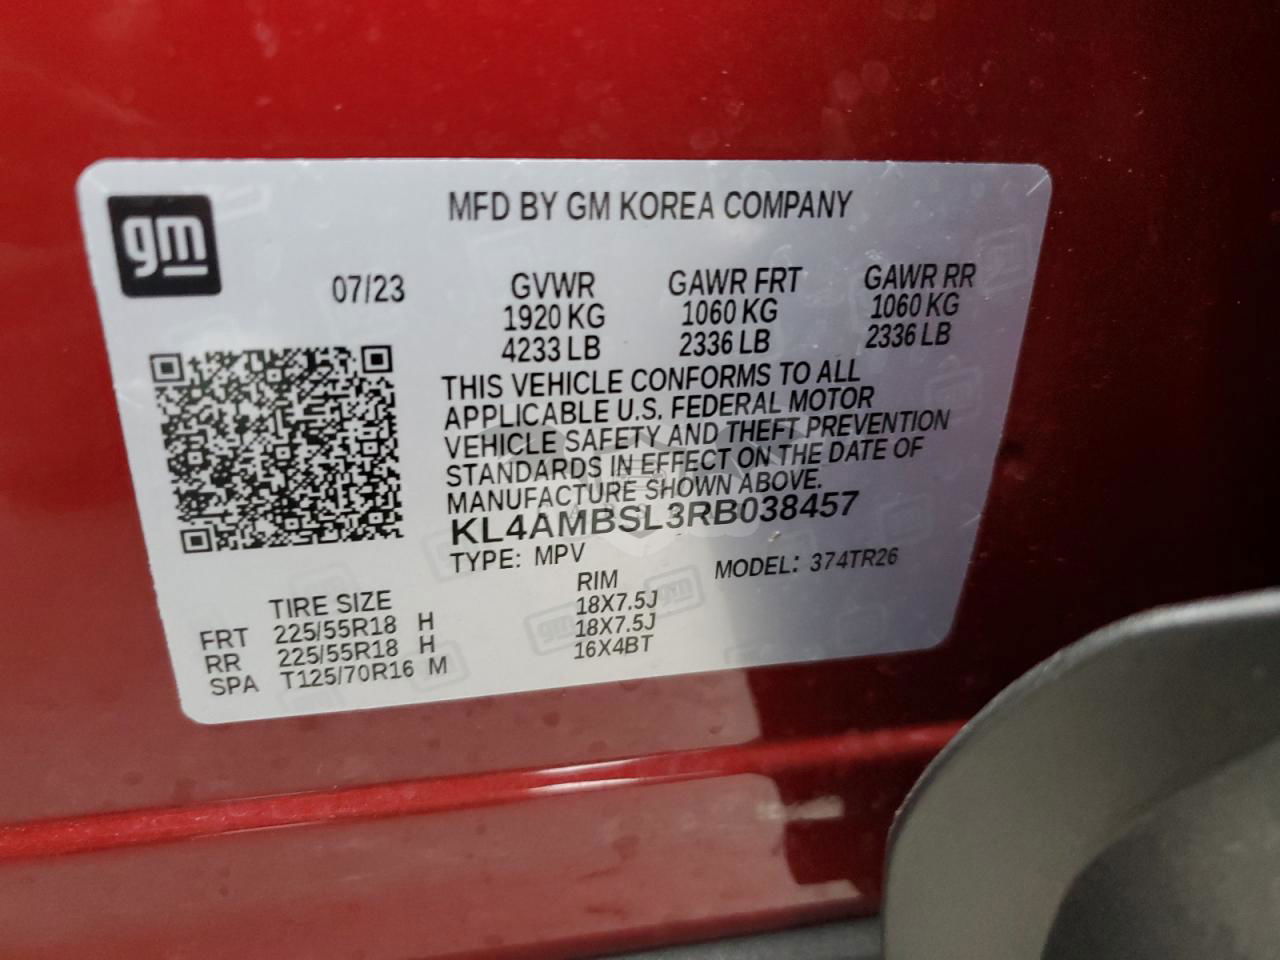 gm
MFD BY GM KOREA COMPANY
07/23 GVWR GAWR FRT GAWR RR
1920 KG 1060 KG 1060 KG
4233 LB 2336 LB 2336 LB
THIS VEHICLE CONFORMS TO ALL
APPLICABLE U.S. FEDERAL MOTOR
VEHICLE SAFETY AND THEFT PREVENTION
STANDARDS IN EFFECT ON THE DATE OF
MANUFACTURE SHOWN ABOVE.
KL4AMBSL3RB038457
TYPE: MPV MODEL: 374TR26
TIRE SIZE RIM
FRT 225/55R18 H 18X7.5J
RR 225/55R18 H 18X7.5J
SPA T125/70R16 M 16X4BT